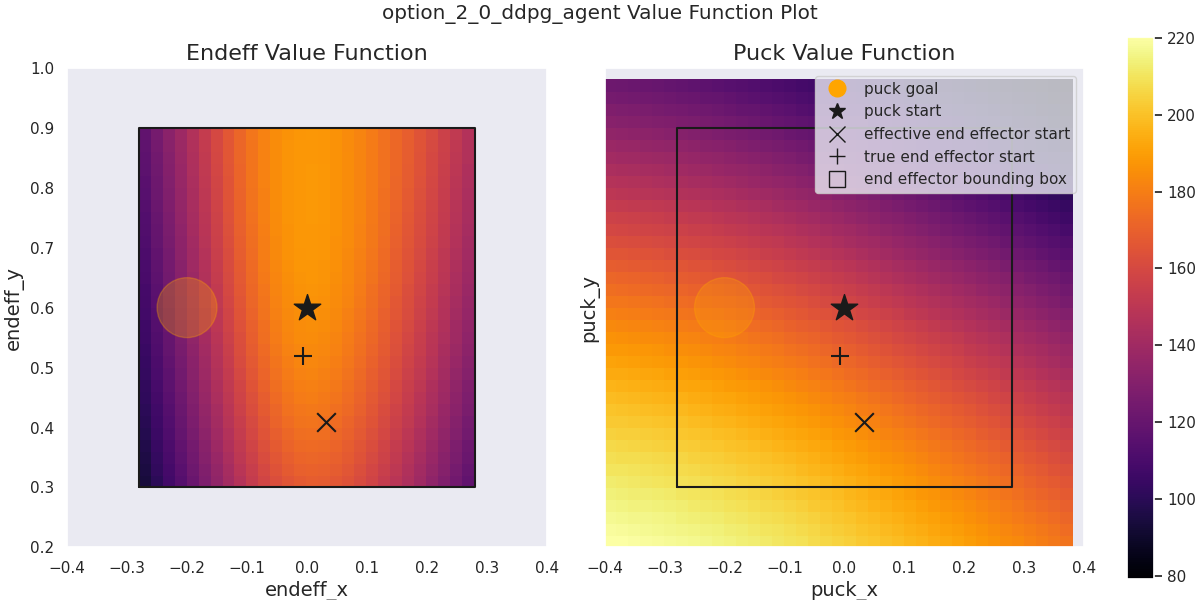 option_2_0_ddpg_agent Value Function Plot
Endeff Value Function
1.0
0.9
0.8
0.7
0.6
0.5
0.4
0.3
0.2
endeff_y
−0.4 −0.3 −0.2 −0.1 0.0 0.1 0.2 0.3 0.4
endeff_x
Puck Value Function
puck goal
puck start
effective end effector start
true end effector start
end effector bounding box
puck_y
−0.4 −0.3 −0.2 −0.1 0.0 0.1 0.2 0.3 0.4
puck_x
220
200
180
160
140
120
100
80